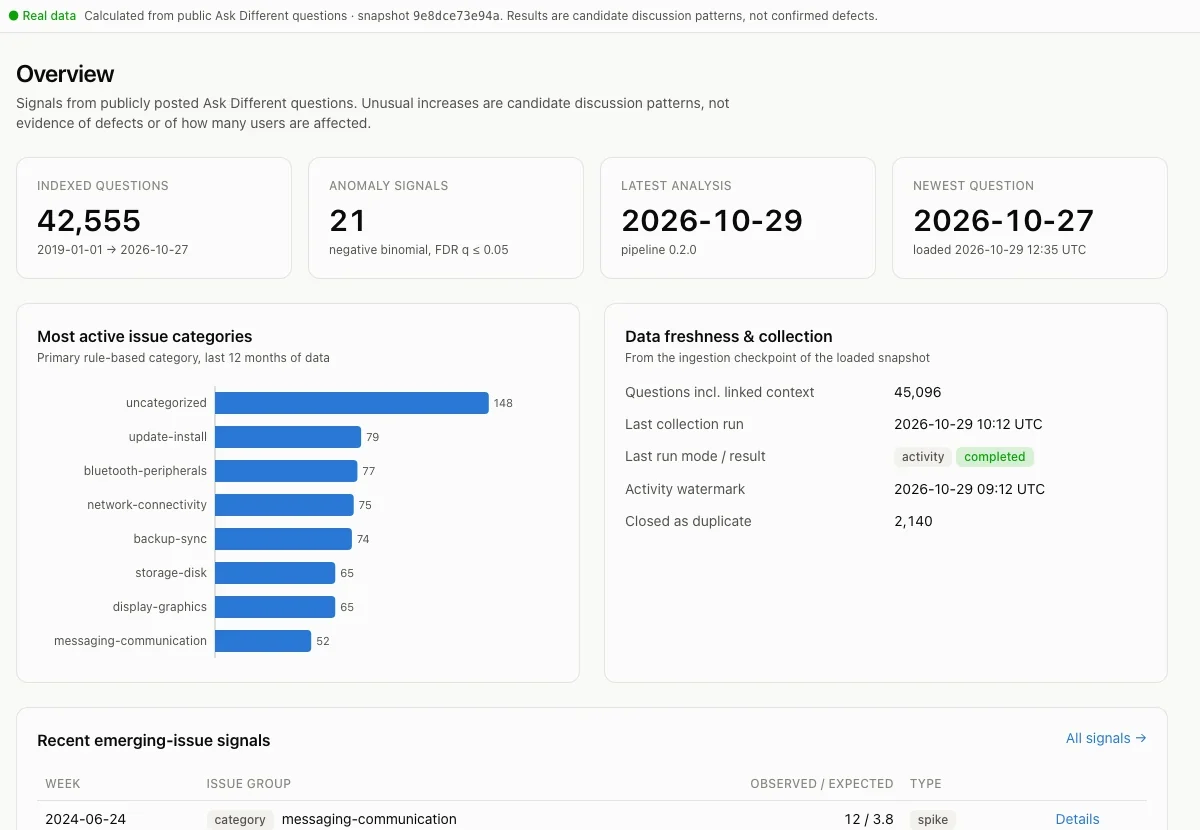 Real data Calculated from public Ask Different questions · snapshot 9e8dce73e94a. Results are candidate discussion patterns, not confirmed defects.
Overview
Signals from publicly posted Ask Different questions. Unusual increases are candidate discussion patterns, not
evidence of defects or of how many users are affected.
INDEXED QUESTIONS
42,555
2019-01-01 → 2026-10-27
ANOMALY SIGNALS
21
negative binomial, FDR q ≤ 0.05
LATEST ANALYSIS
2026-10-29
pipeline 0.2.0
NEWEST QUESTION
2026-10-27
loaded 2026-10-29 12:35 UTC
Most active issue categories
Primary rule-based category, last 12 months of data
uncategorized 148
update-install 79
bluetooth-peripherals 77
network-connectivity 75
backup-sync 74
storage-disk 65
display-graphics 65
messaging-communication 52
Data freshness & collection
From the ingestion checkpoint of the loaded snapshot
Questions incl. linked context 45,096
Last collection run 2026-10-29 10:12 UTC
Last run mode / result activity completed
Activity watermark 2026-10-29 09:12 UTC
Closed as duplicate 2,140
Recent emerging-issue signals
All signals →
WEEK ISSUE GROUP OBSERVED / EXPECTED TYPE
2024-06-24 category messaging-communication 12 / 3.8 spike Details